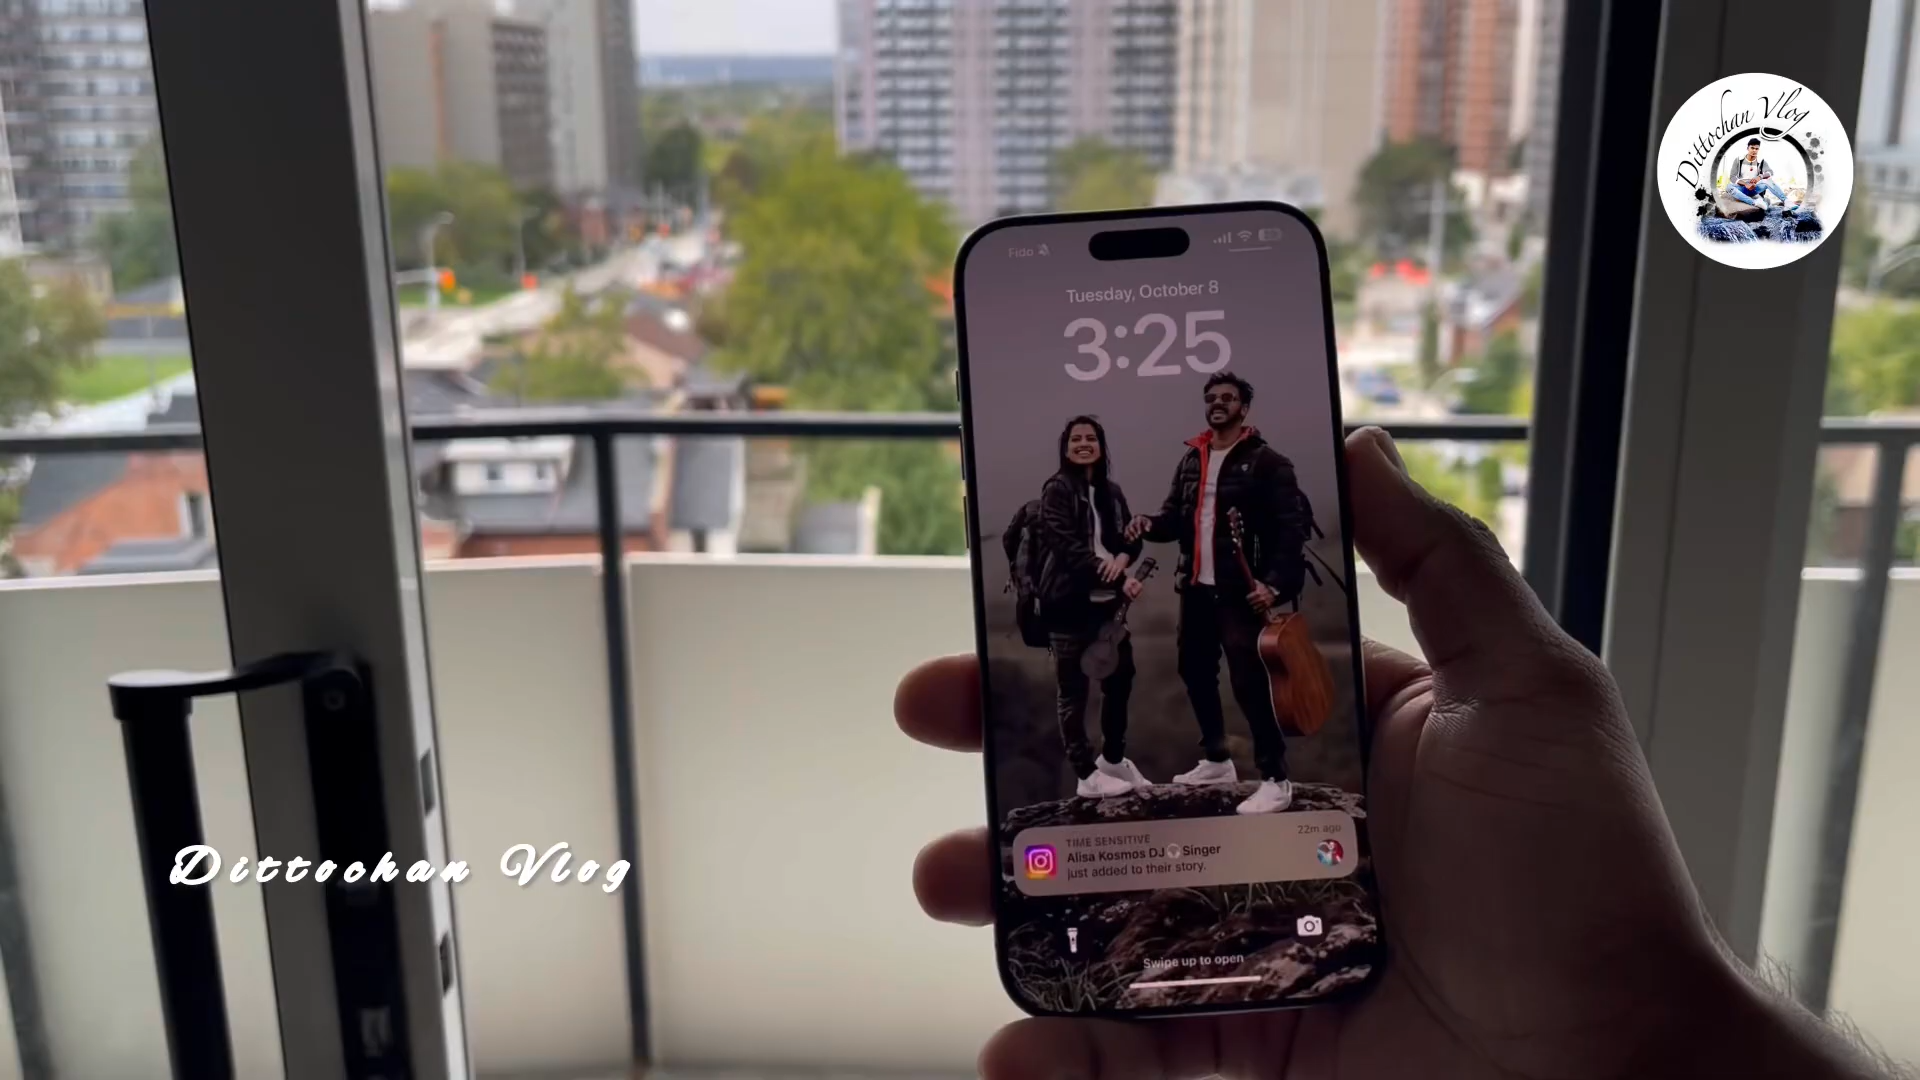 Dittochan Vlog
Fido
Tuesday, October 8
3:25
TIME SENSITIVE
22m ago
Alisa Kosmos DJ🎧Singer
just added to their story.
Swipe up to open
Dittochan Vlog